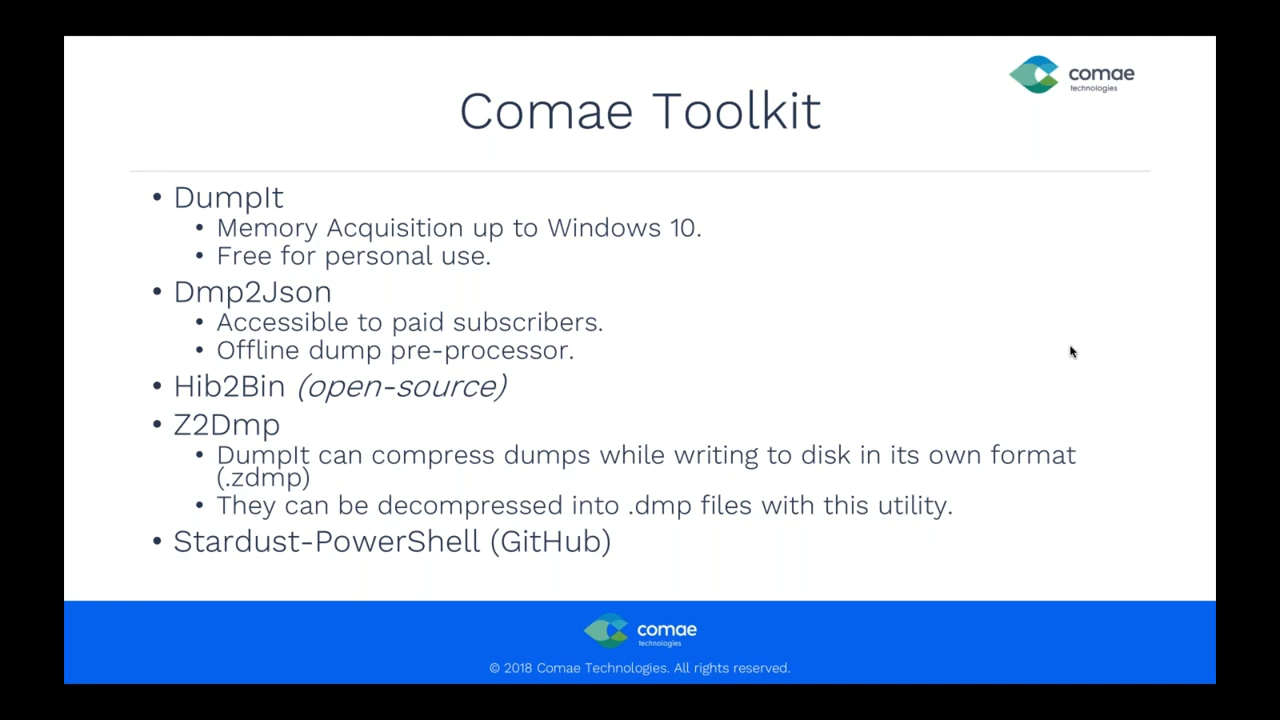 comae
technologies
Comae Toolkit
• DumpIt
• Memory Acquisition up to Windows 10.
• Free for personal use.
• Dmp2Json
• Accessible to paid subscribers.
• Offline dump pre-processor.
• Hib2Bin (open-source)
• Z2Dmp
• DumpIt can compress dumps while writing to disk in its own format
(.zdmp)
• They can be decompressed into .dmp files with this utility.
• Stardust-PowerShell (GitHub)
comae
technologies
© 2018 Comae Technologies. All rights reserved.